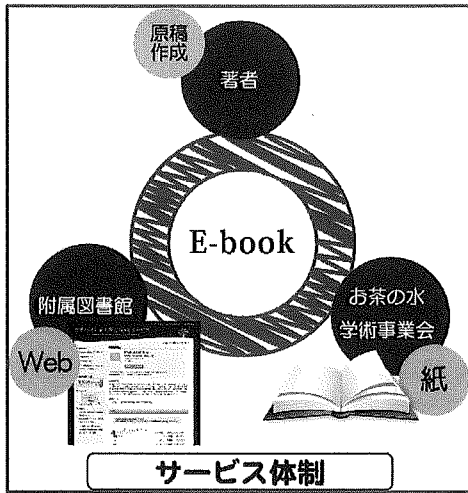 原稿
作成
著者
E-book
附属図書館
Web
お茶の水
学術事業会
紙
サービス体制